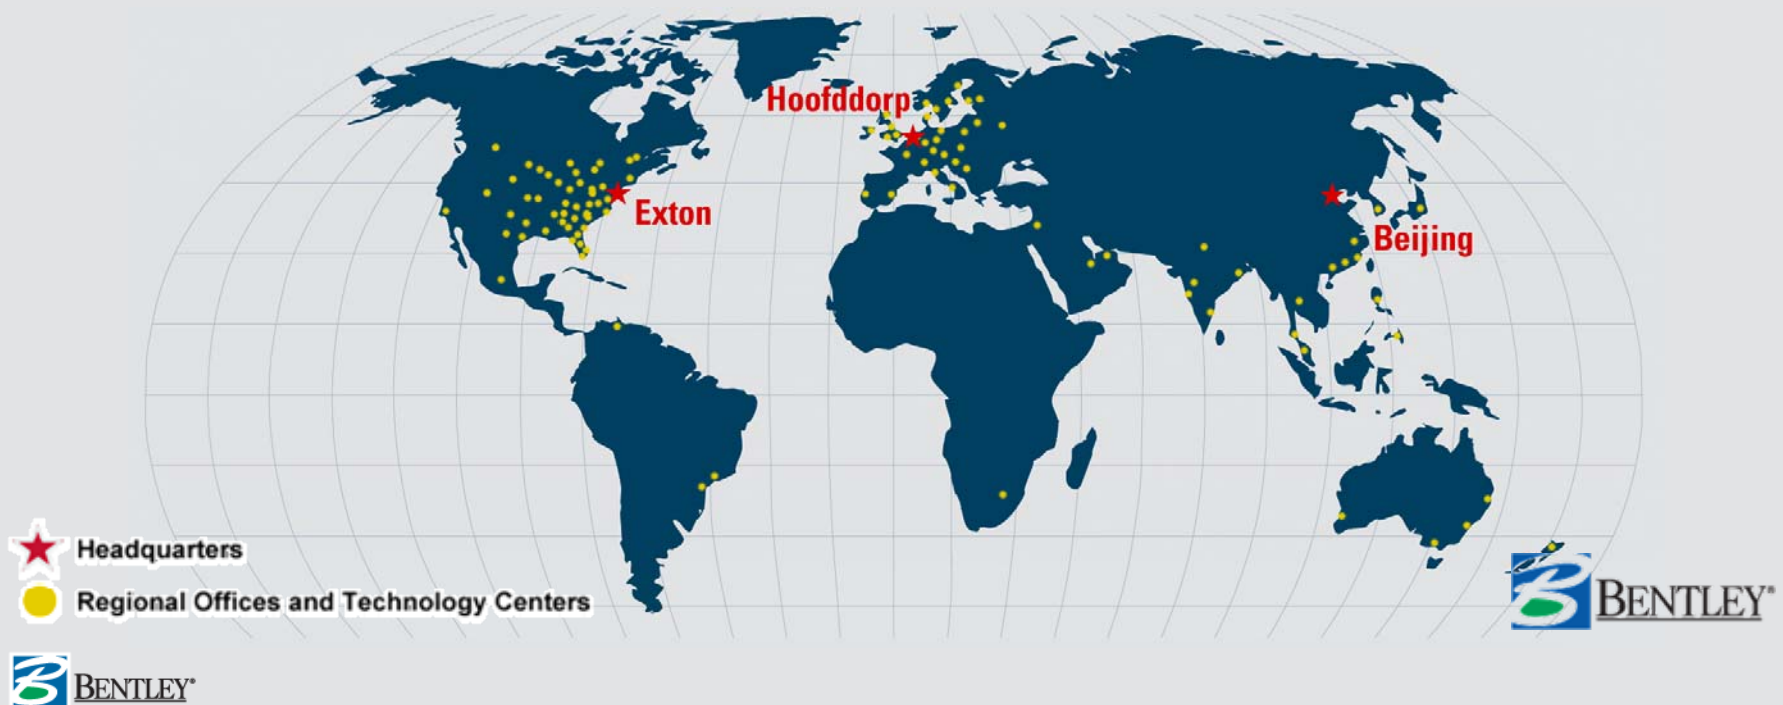 Hoofddorp
Exton
Beijing
Headquarters
Regional Offices and Technology Centers
BENTLEY®
BENTLEY®